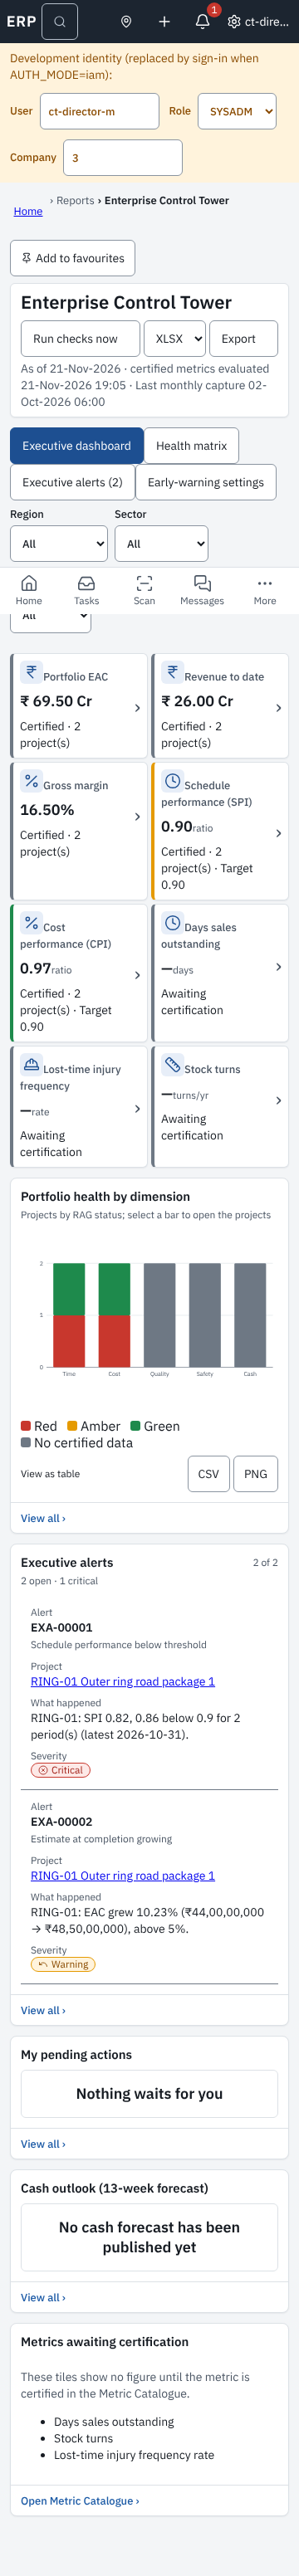 ERP
1
ct-dire...
Development identity (replaced by sign-in when
AUTH_MODE=iam):
User ct-director-m Role SYSADM
Company 3
Home › Reports › Enterprise Control Tower
Add to favourites
Enterprise Control Tower
Run checks now XLSX Export
As of 21-Nov-2026 · certified metrics evaluated
21-Nov-2026 19:05 · Last monthly capture 02-
Oct-2026 06:00
Executive dashboard Health matrix
Executive alerts (2) Early-warning settings
Region Sector
All All
Home Tasks Scan Messages More
All
Portfolio EAC
₹ 69.50 Cr
Certified · 2
project(s)
Revenue to date
₹ 26.00 Cr
Certified · 2
project(s)
Gross margin
16.50%
Certified · 2
project(s)
Schedule
performance (SPI)
0.90ratio
Certified · 2
project(s) · Target
0.90
Cost
performance (CPI)
0.97ratio
Certified · 2
project(s) · Target
0.90
Days sales
outstanding
—days
Awaiting
certification
Lost-time injury
frequency
—rate
Awaiting
certification
Stock turns
—turns/yr
Awaiting
certification
Portfolio health by dimension
Projects by RAG status; select a bar to open the projects
2
1
0
Time Cost Quality Safety Cash
Red Amber Green
No certified data
View as table CSV PNG
View all ›
Executive alerts 2 of 2
2 open · 1 critical
Alert
EXA-00001
Schedule performance below threshold
Project
RING-01 Outer ring road package 1
What happened
RING-01: SPI 0.82, 0.86 below 0.9 for 2
period(s) (latest 2026-10-31).
Severity
Critical
Alert
EXA-00002
Estimate at completion growing
Project
RING-01 Outer ring road package 1
What happened
RING-01: EAC grew 10.23% (₹44,00,00,000
→ ₹48,50,00,000), above 5%.
Severity
Warning
View all ›
My pending actions
Nothing waits for you
View all ›
Cash outlook (13-week forecast)
No cash forecast has been
published yet
View all ›
Metrics awaiting certification
These tiles show no figure until the metric is
certified in the Metric Catalogue.
• Days sales outstanding
• Stock turns
• Lost-time injury frequency rate
Open Metric Catalogue ›